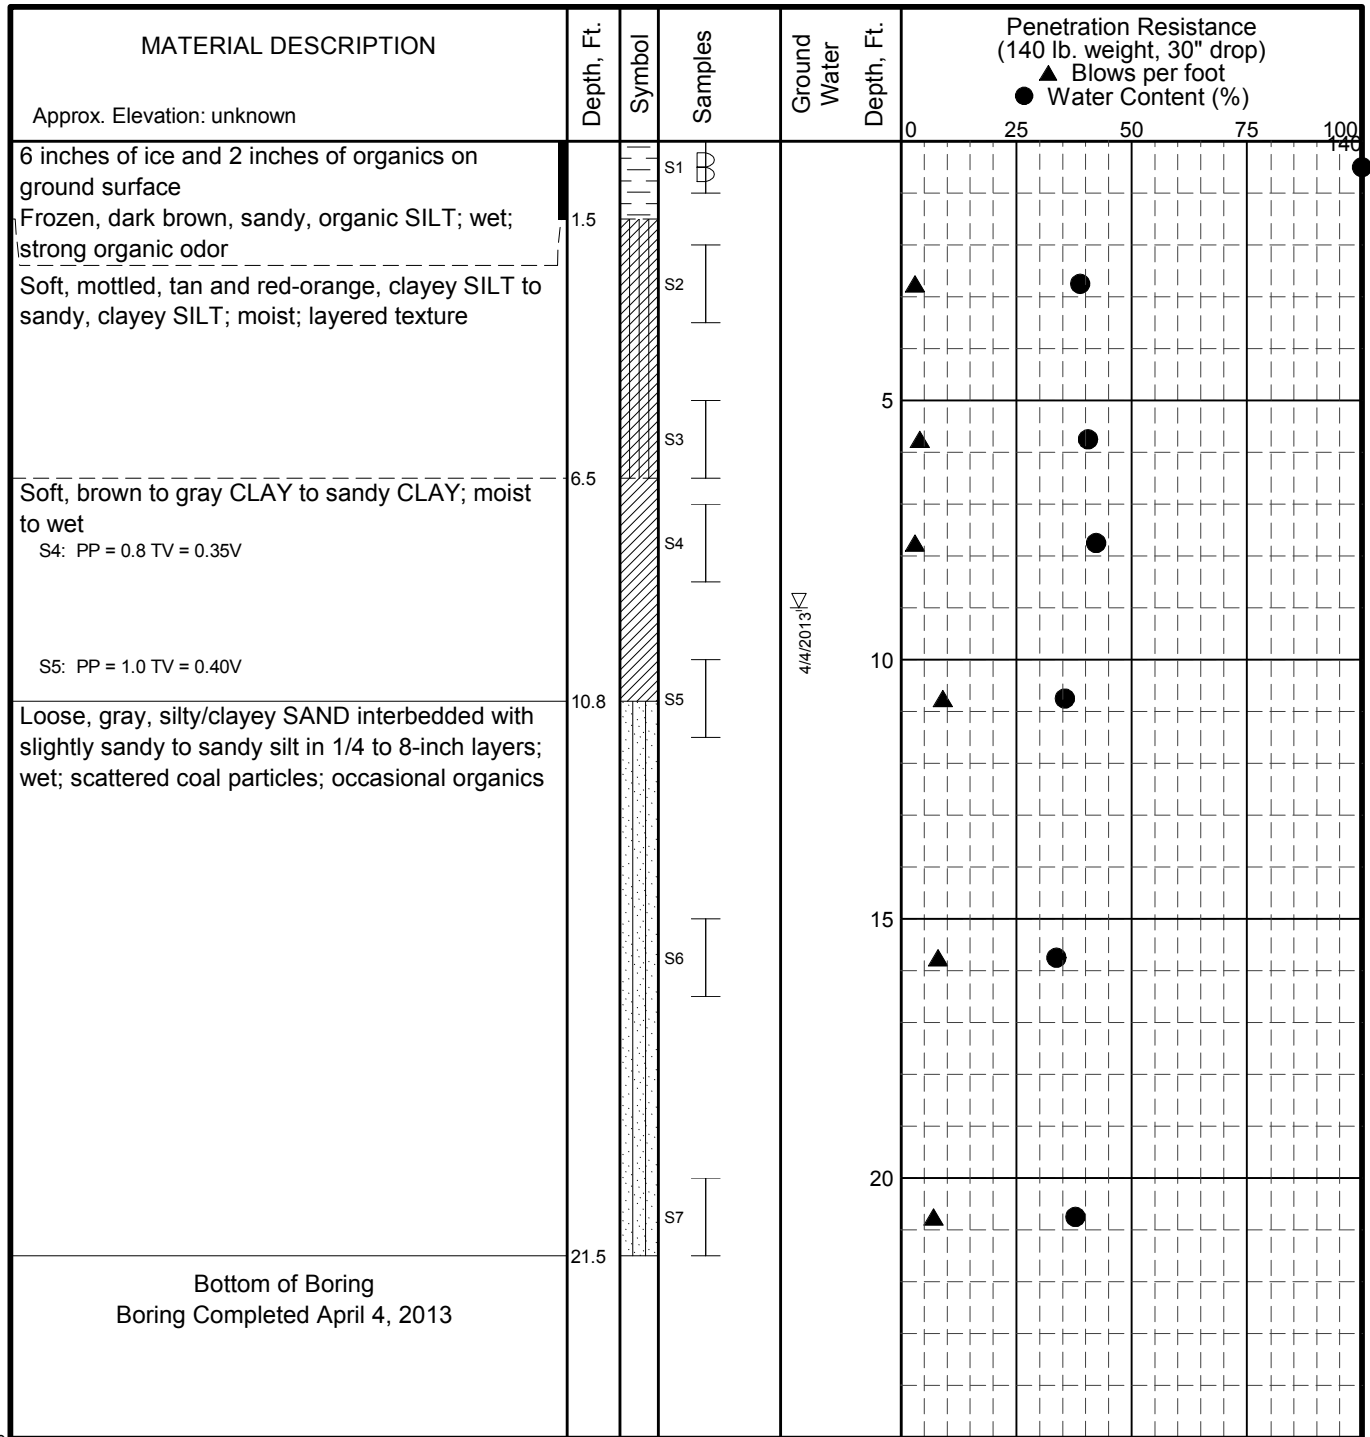 MATERIAL DESCRIPTION
Approx. Elevation: unknown
Depth, Ft.
Symbol
Samples
Ground
Water
Depth, Ft.
Penetration Resistance
(140 lb. weight, 30" drop)
▲ Blows per foot
● Water Content (%)
0 25 50 75 100
140
6 inches of ice and 2 inches of organics on
ground surface
Frozen, dark brown, sandy, organic SILT; wet;
strong organic odor
1.5
S1
Soft, mottled, tan and red-orange, clayey SILT to
sandy, clayey SILT; moist; layered texture
S2
5
S3
6.5
Soft, brown to gray CLAY to sandy CLAY; moist
to wet
S4: PP = 0.8 TV = 0.35V
S4
4/4/2013
S5: PP = 1.0 TV = 0.40V
10
10.8
S5
Loose, gray, silty/clayey SAND interbedded with
slightly sandy to sandy silt in 1/4 to 8-inch layers;
wet; scattered coal particles; occasional organics
15
S6
20
S7
21.5
Bottom of Boring
Boring Completed April 4, 2013